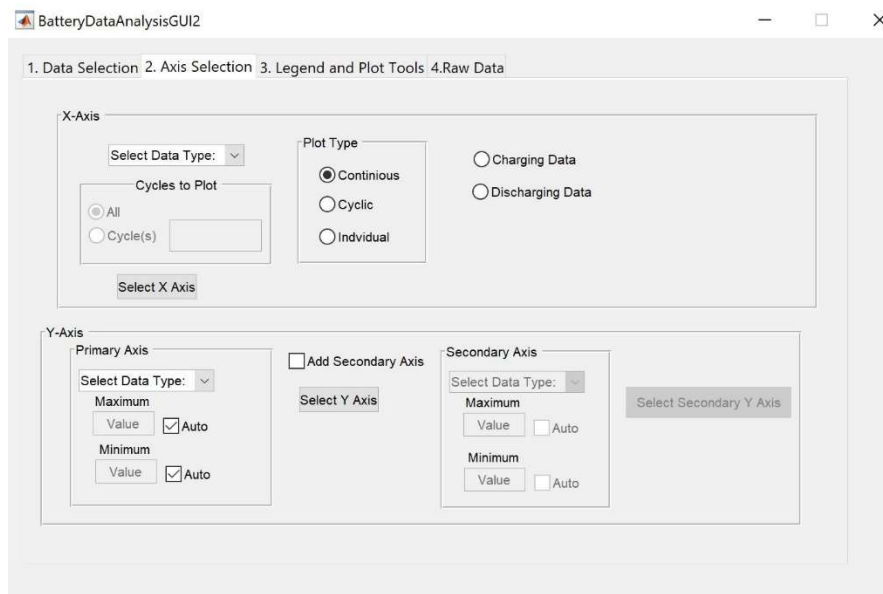 BatteryDataAnalysisGUI2
1. Data Selection 2. Axis Selection 3. Legend and Plot Tools 4.Raw Data
X-Axis
Select Data Type:
Cycles to Plot
All
Cycle(s)
Select X Axis
Plot Type
Continious
Cyclic
Indvidual
Charging Data
Discharging Data
Y-Axis
Primary Axis
Select Data Type:
Maximum
Value Auto
Minimum
Value Auto
Add Secondary Axis
Select Y Axis
Secondary Axis
Select Data Type:
Maximum
Value Auto
Minimum
Value Auto
Select Secondary Y Axis